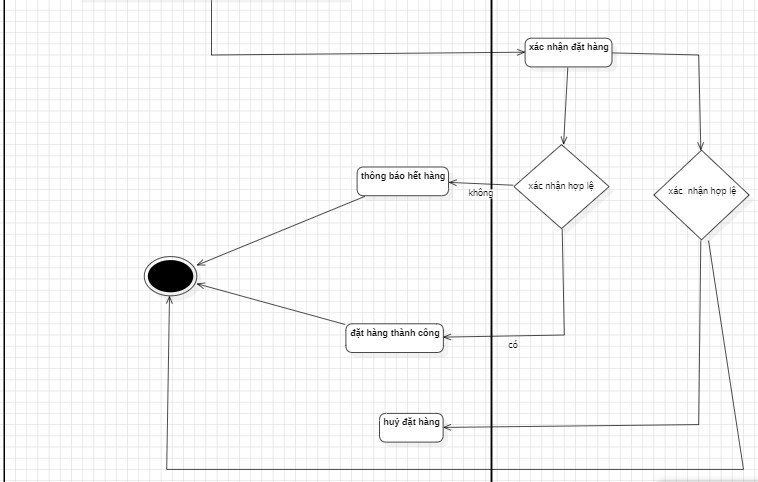 xác nhận đặt hàng
thông báo hết hàng
không
xác nhận hợp lệ
xác nhận hợp lệ
đặt hàng thành công
có
huỷ đặt hàng